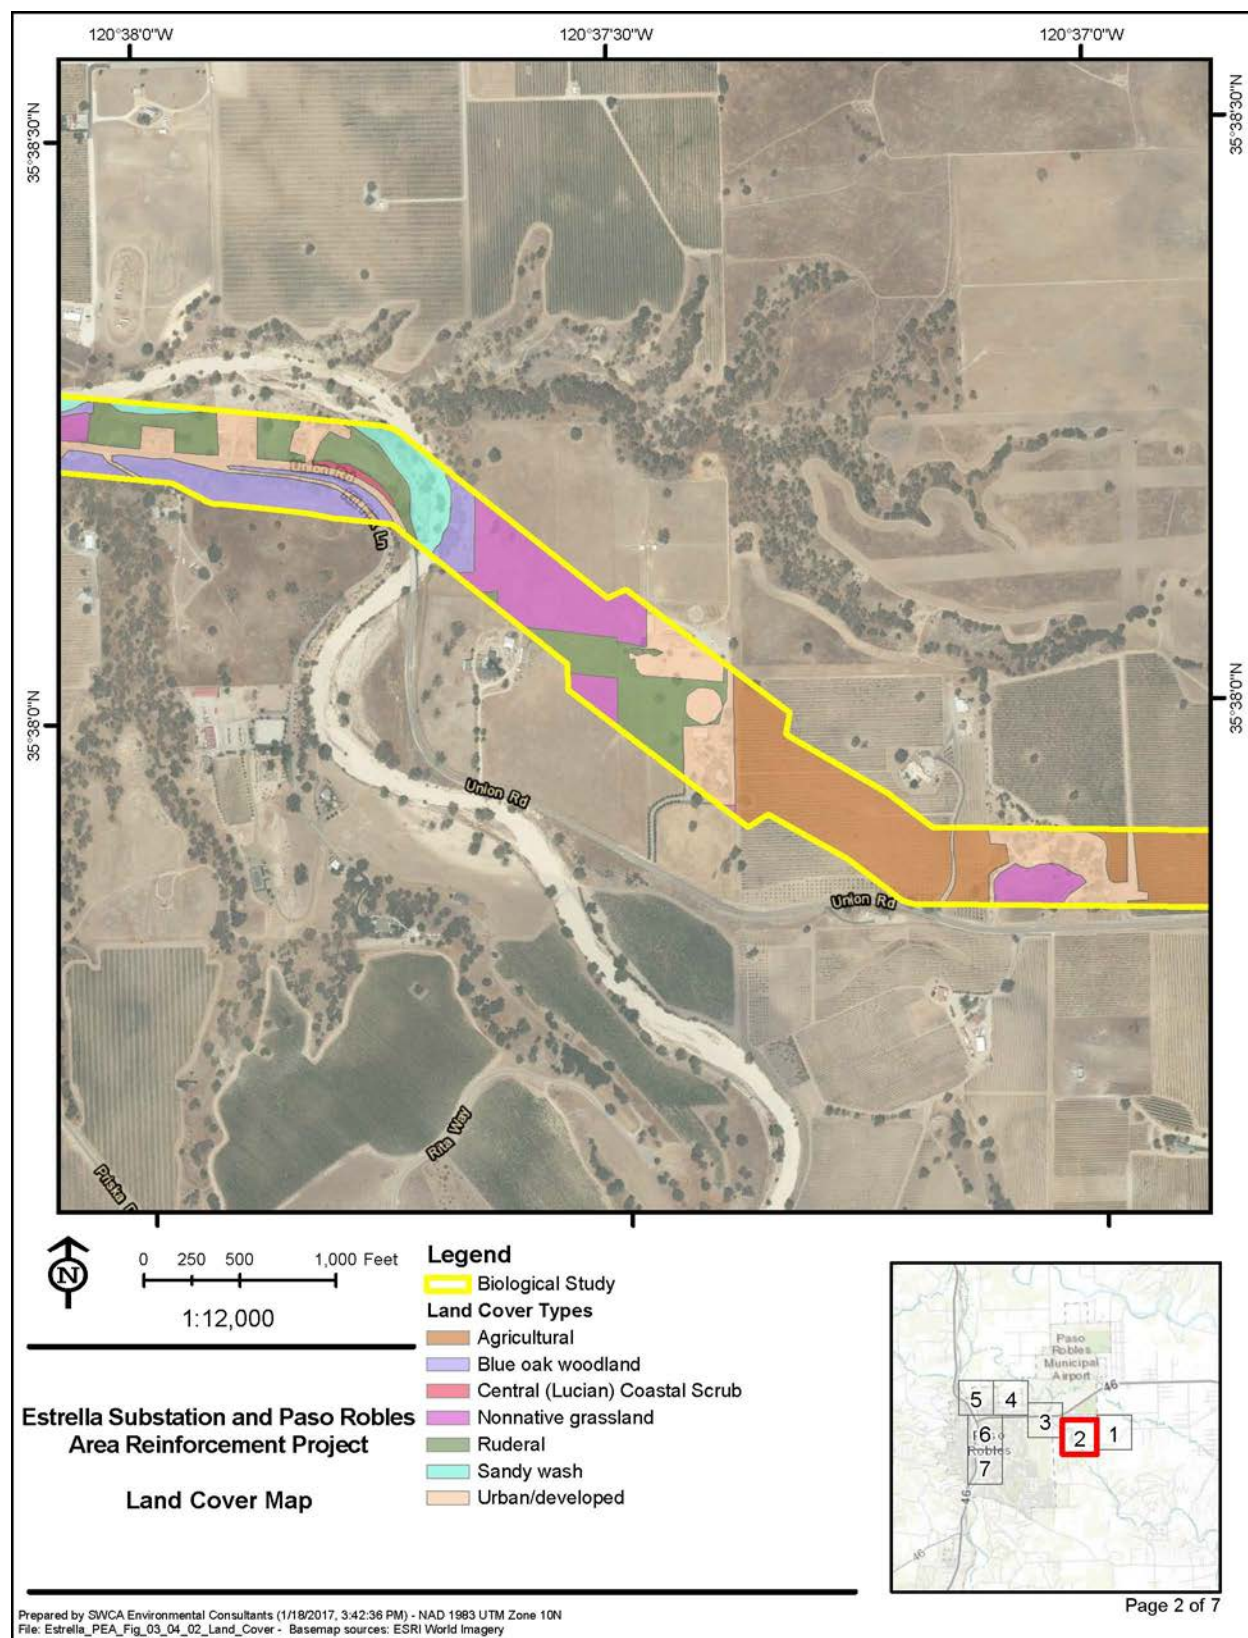 120°38'0"W 120°37'30"W 120°37'0"W
35°38'30"N
35°38'30"N
Union Rd
Ln
35°38'0"N
35°38'0"N
Union Rd
Union Rd
Rita Way
Priska
N
0 250 500 1,000 Feet
1:12,000
Estrella Substation and Paso Robles
Area Reinforcement Project
Land Cover Map
Legend
Biological Study
Land Cover Types
Agricultural
Blue oak woodland
Central (Lucian) Coastal Scrub
Nonnative grassland
Ruderal
Sandy wash
Urban/developed
Paso
Robles
Municipal
Airport
46
5 4
3
2 1
6
Robles
7
46
46
Page 2 of 7
Prepared by SWCA Environmental Consultants (1/18/2017, 3:42:36 PM) - NAD 1983 UTM Zone 10N
File: Estrella_PEA_Fig_03_04_02_Land_Cover - Basemap sources: ESRI World Imagery